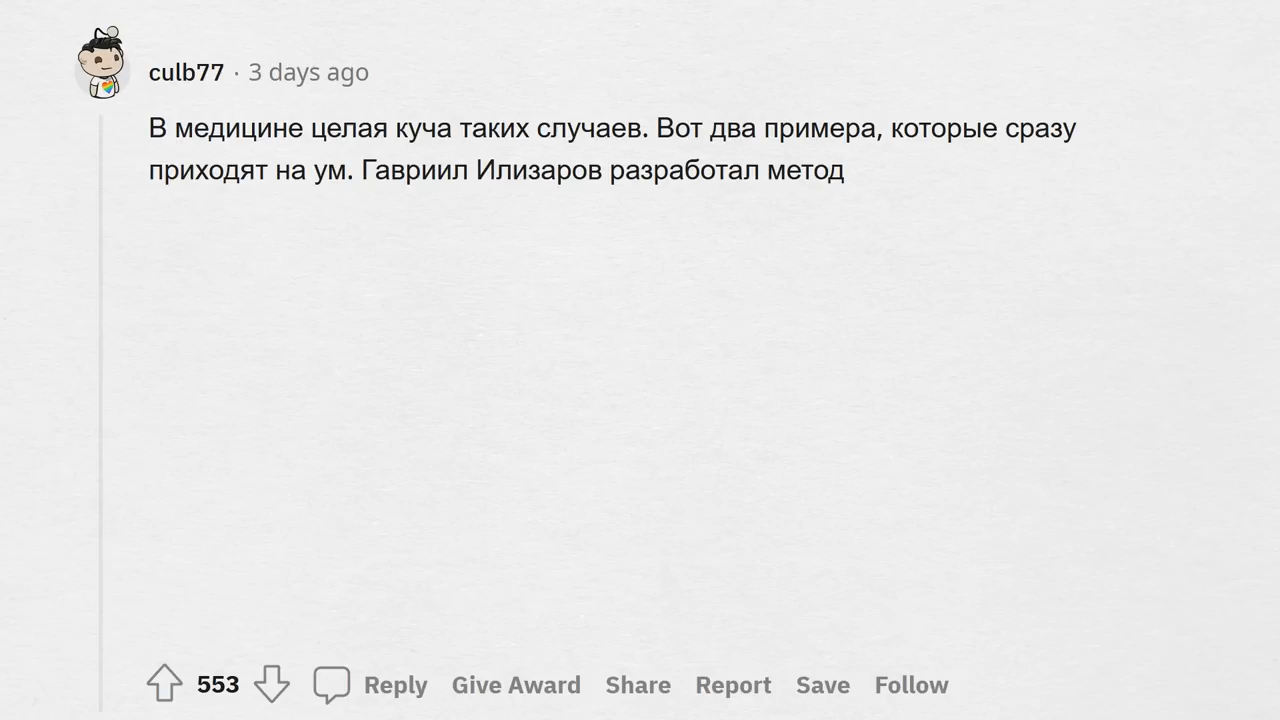 culb77 · 3 days ago
В медицине целая куча таких случаев. Вот два примера, которые сразу
приходят на ум. Гавриил Илизаров разработал метод
553 Reply Give Award Share Report Save Follow